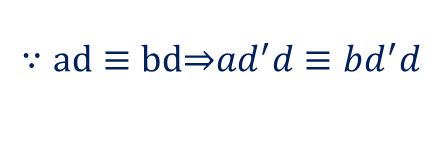 ∵ ad ≡ bd⇒ad′d ≡ bd′d